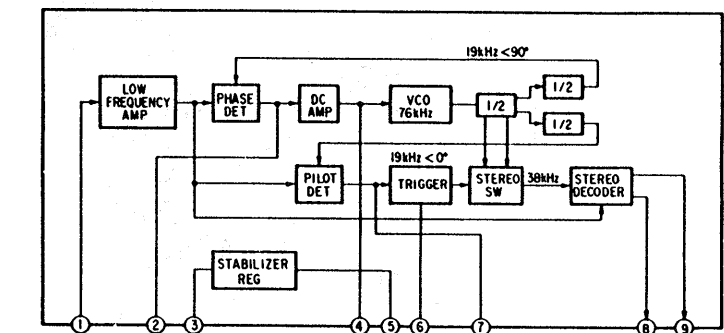 19kHz<90°
LOW
FREQUENCY
AMP
PHASE
DET
DC
AMP
VCO
76kHz
1/2
1/2
1/2
19kHz<0°
PILOT
DET
TRIGGER
STEREO
SW
38kHz
STEREO
DECODER
STABILIZER
REG
1 2 3 4 5 6 7 8 9